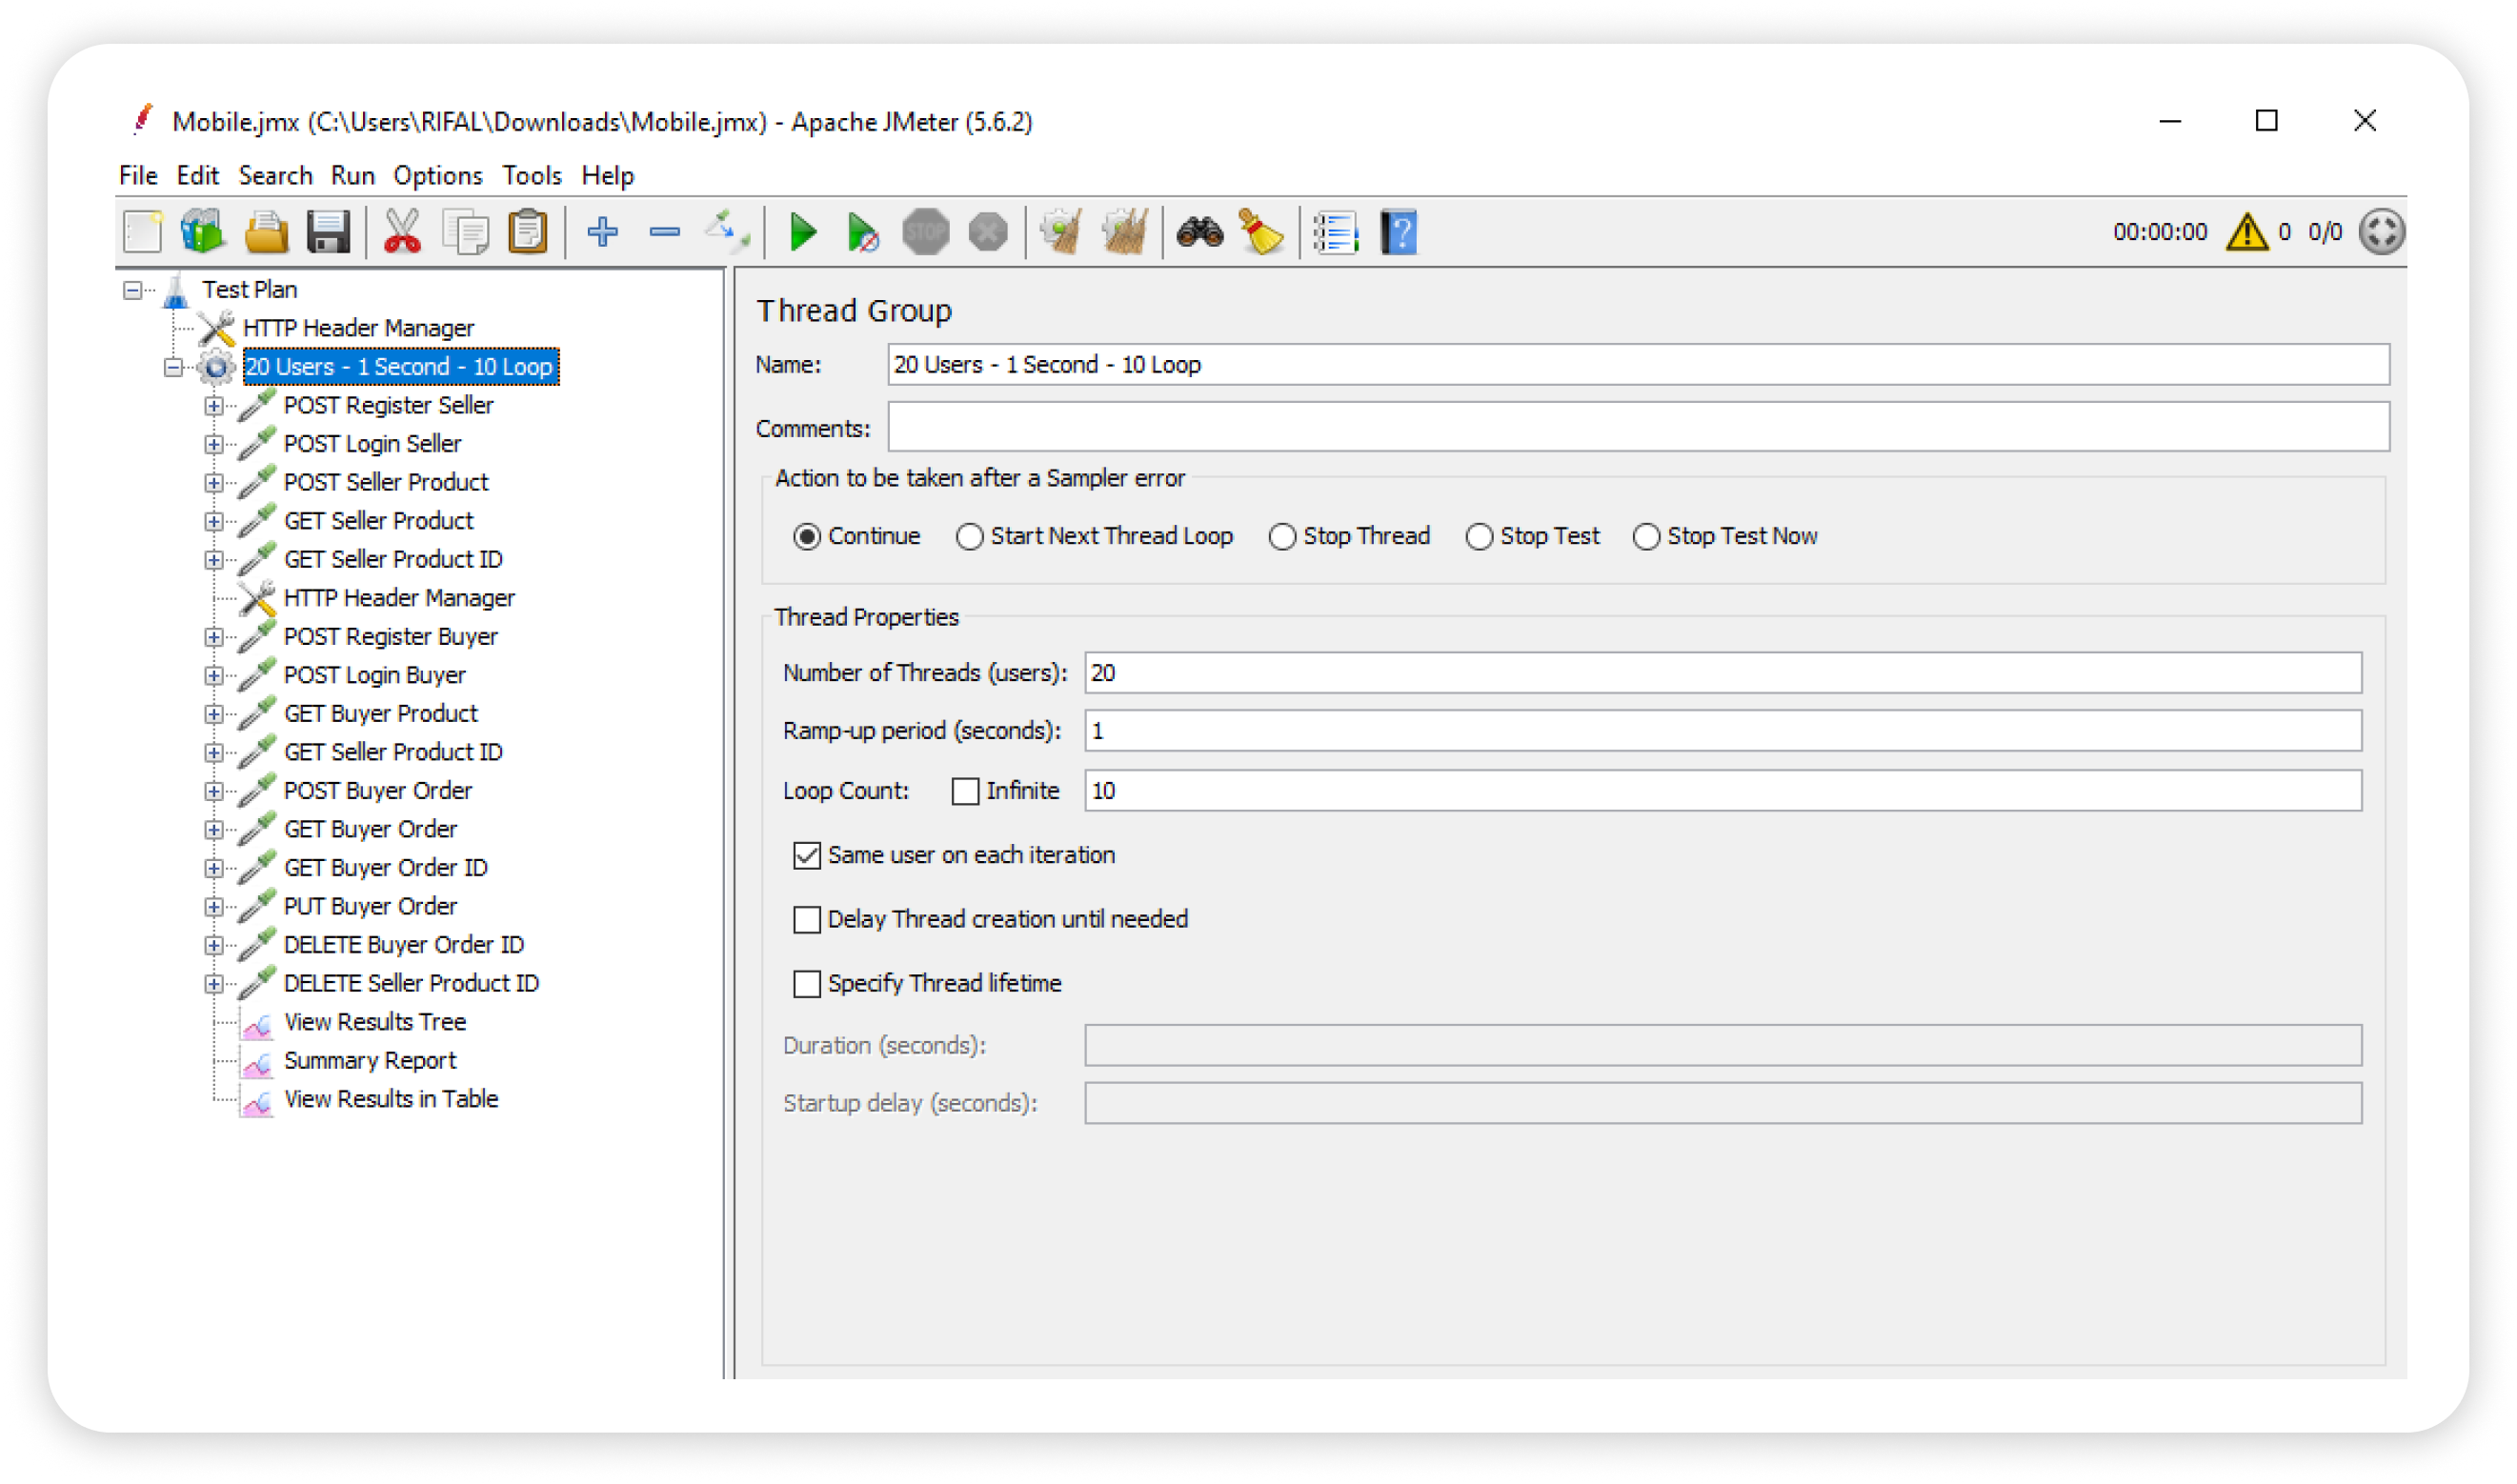 Mobile.jmx (C:\Users\RIFAL\Downloads\Mobile.jmx) - Apache JMeter (5.6.2)
File Edit Search Run Options Tools Help
STOP
00:00:00 0 0/0
Test Plan
HTTP Header Manager
20 Users - 1 Second - 10 Loop
POST Register Seller
POST Login Seller
POST Seller Product
GET Seller Product
GET Seller Product ID
HTTP Header Manager
POST Register Buyer
POST Login Buyer
GET Buyer Product
GET Seller Product ID
POST Buyer Order
GET Buyer Order
GET Buyer Order ID
PUT Buyer Order
DELETE Buyer Order ID
DELETE Seller Product ID
View Results Tree
Summary Report
View Results in Table
Thread Group
Name: 20 Users - 1 Second - 10 Loop
Comments:
Action to be taken after a Sampler error
Continue Start Next Thread Loop Stop Thread Stop Test Stop Test Now
Thread Properties
Number of Threads (users): 20
Ramp-up period (seconds): 1
Loop Count: Infinite 10
Same user on each iteration
Delay Thread creation until needed
Specify Thread lifetime
Duration (seconds):
Startup delay (seconds):